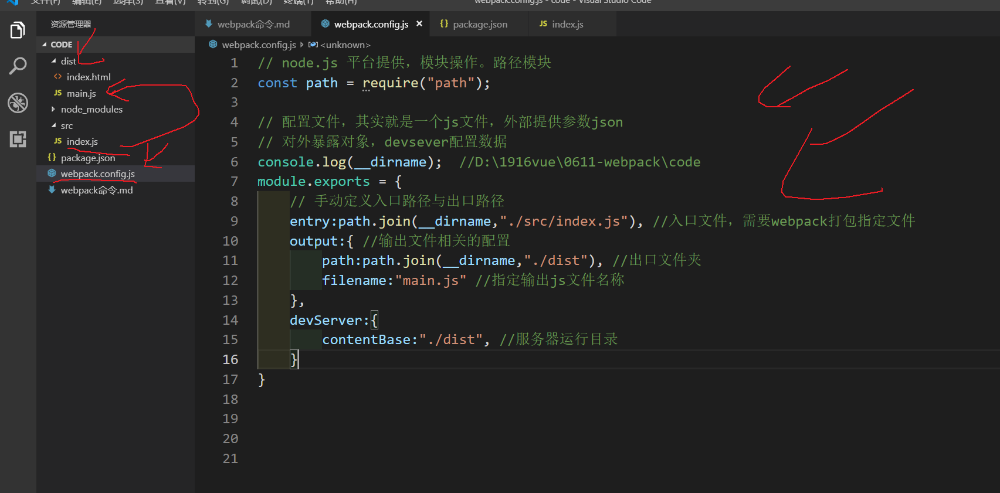 文件(F) 编辑(E) 选择(S) 查看(V) 转到(G) 调试(D) 终端(T) 帮助(H) webpack.config.js - code - Visual Studio Code
资源管理器
CODE
dist
index.html
JS main.js
node_modules
src
JS index.js
{} package.json
webpack.config.js
webpack命令.md
webpack命令.md webpack.config.js × {} package.json JS index.js
webpack.config.js <unknown>
1 // node.js 平台提供，模块操作。路径模块
2 const path = require("path");
3
4 // 配置文件，其实就是一个js文件，外部提供参数json
5 // 对外暴露对象，devsever配置数据
6 console.log(__dirname);  //D:\1916vue\0611-webpack\code
7 module.exports = {
8     // 手动定义入口路径与出口路径
9     entry:path.join(__dirname,"./src/index.js"), //入口文件，需要webpack打包指定文件
10     output:{ //输出文件相关的配置
11         path:path.join(__dirname,"./dist"), //出口文件夹
12         filename:"main.js" //指定输出js文件名称
13     },
14     devServer:{
15         contentBase:"./dist", //服务器运行目录
16     }
17 }
18
19
20
21